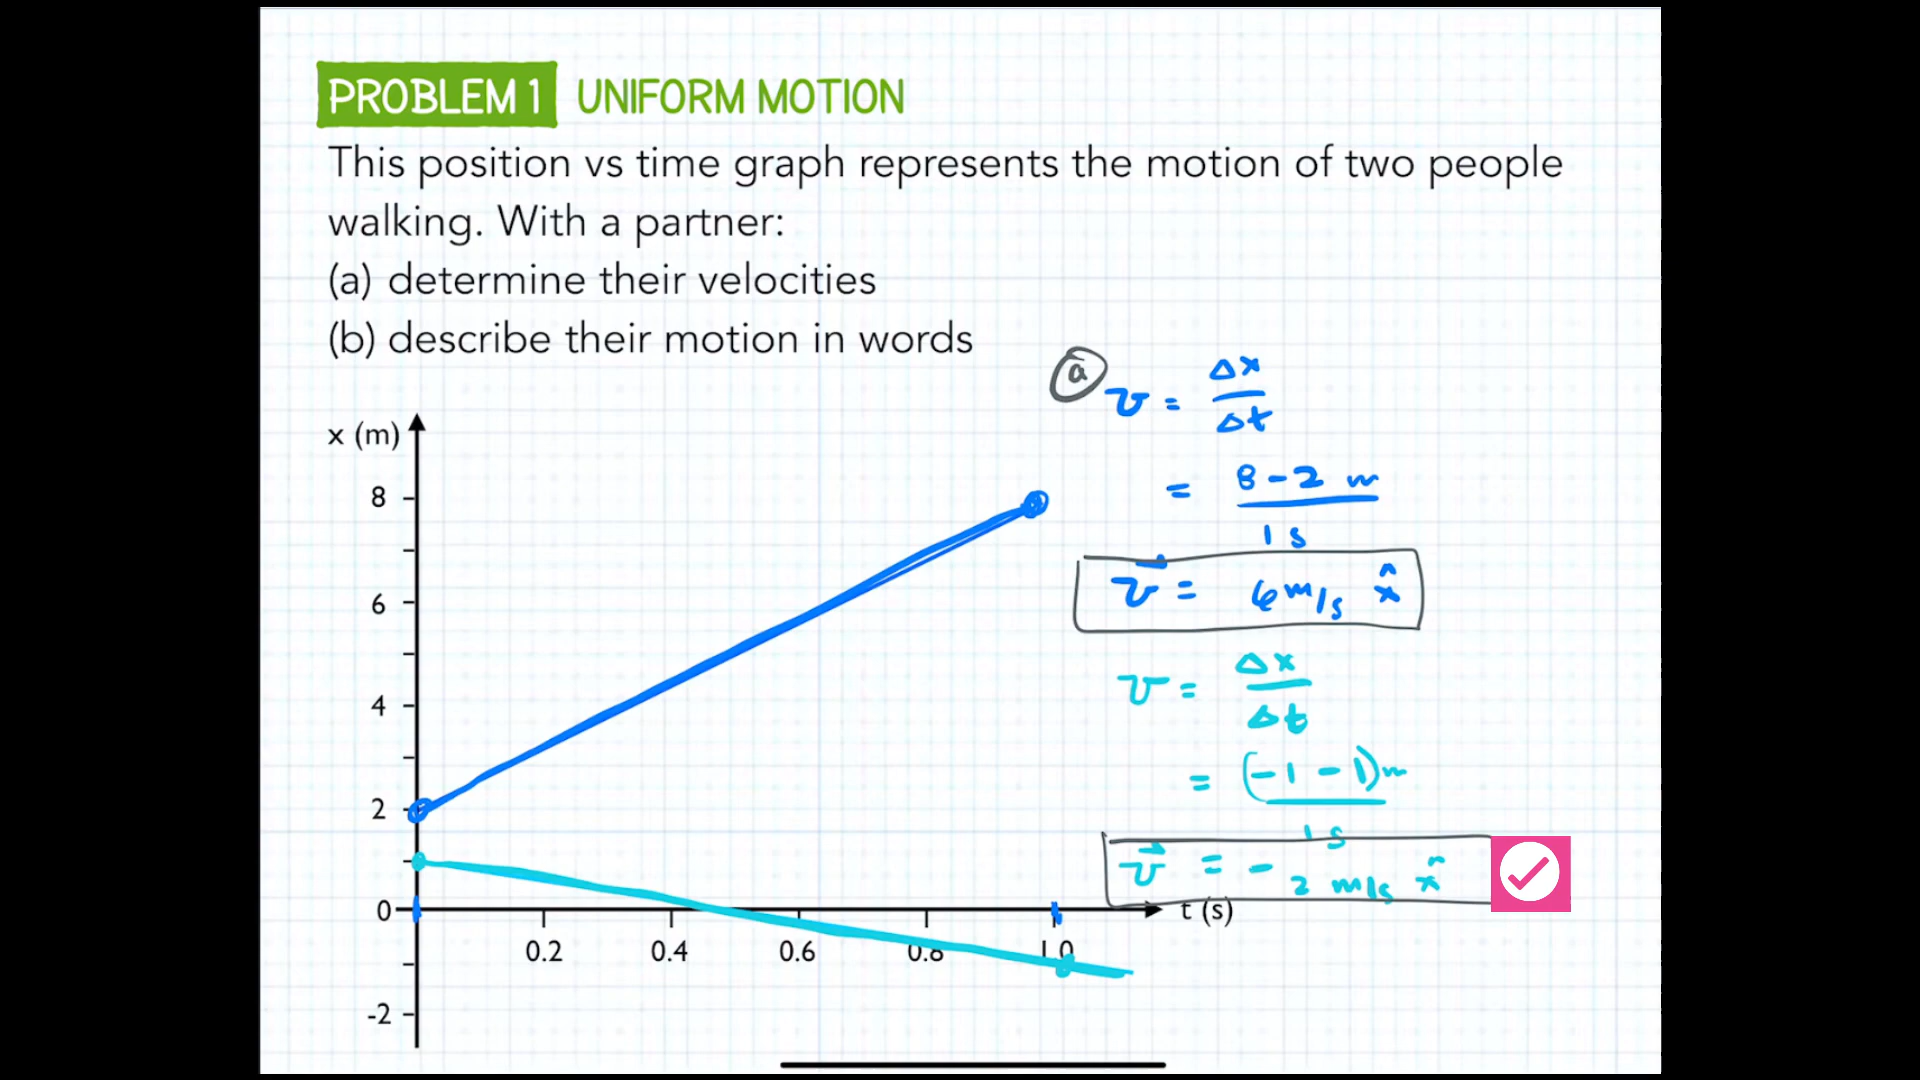 PROBLEM 1 UNIFORM MOTION
This position vs time graph represents the motion of two people
walking. With a partner:
(a) determine their velocities
(b) describe their motion in words
a
v = Δx
Δt
= 8 - 2 m
1 s
v⃗ = 6 m/s x̂
v = Δx
Δt
= (-1 - 1) m
1 s
v⃗ = - 2 m/s x̂
x (m)
8
6
4
2
0
-2
0.2 0.4 0.6 0.8 1.0
t (s)